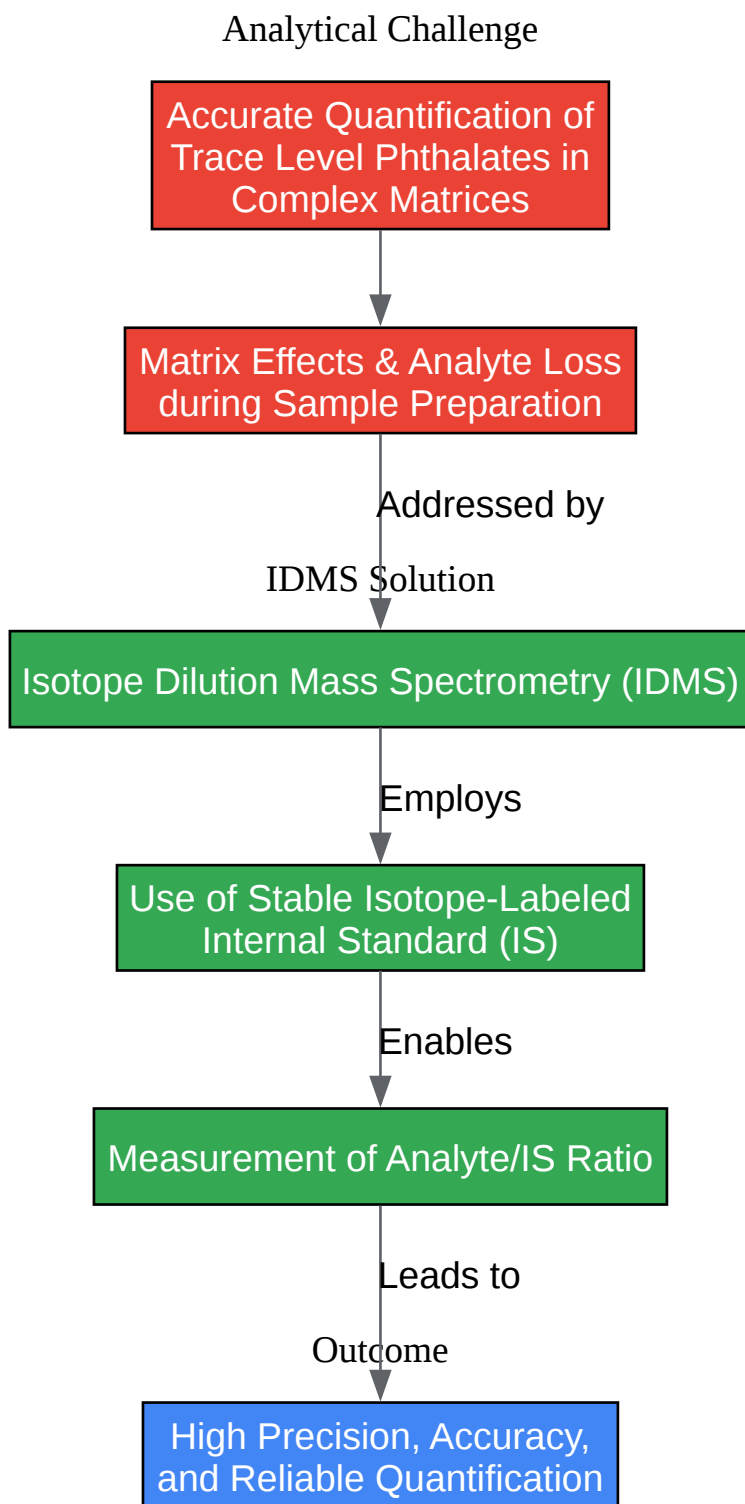 Analytical Challenge
Accurate Quantification of
Trace Level Phthalates in
Complex Matrices
Matrix Effects & Analyte Loss
during Sample Preparation
Addressed by
IDMS Solution
Isotope Dilution Mass Spectrometry (IDMS)
Employs
Use of Stable Isotope-Labeled
Internal Standard (IS)
Enables
Measurement of Analyte/IS Ratio
Leads to
Outcome
High Precision, Accuracy,
and Reliable Quantification